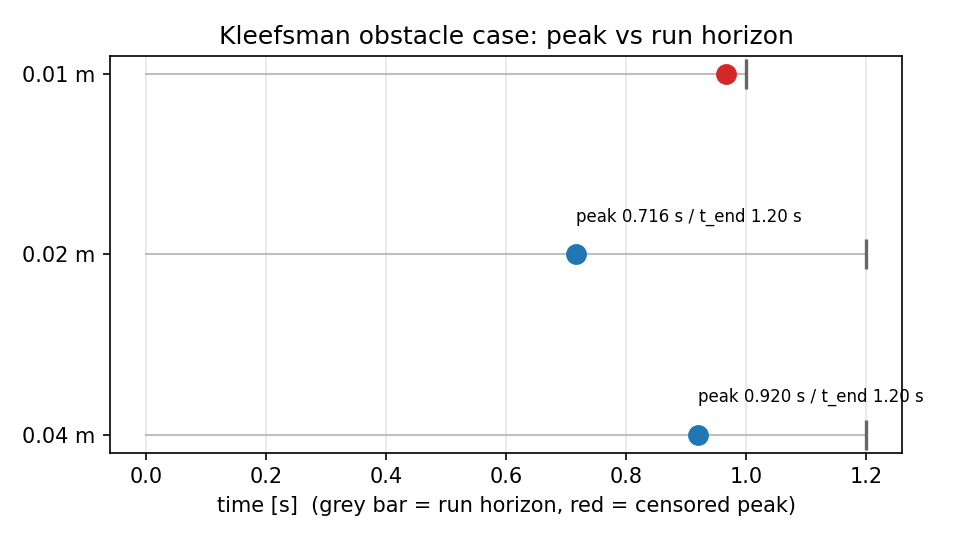 Kleefsman obstacle case: peak vs run horizon
0.01 m
peak 0.716 s / t_end 1.20 s
0.02 m
peak 0.920 s / t_end 1.20 s
0.04 m
0.0 0.2 0.4 0.6 0.8 1.0 1.2
time [s]  (grey bar = run horizon, red = censored peak)